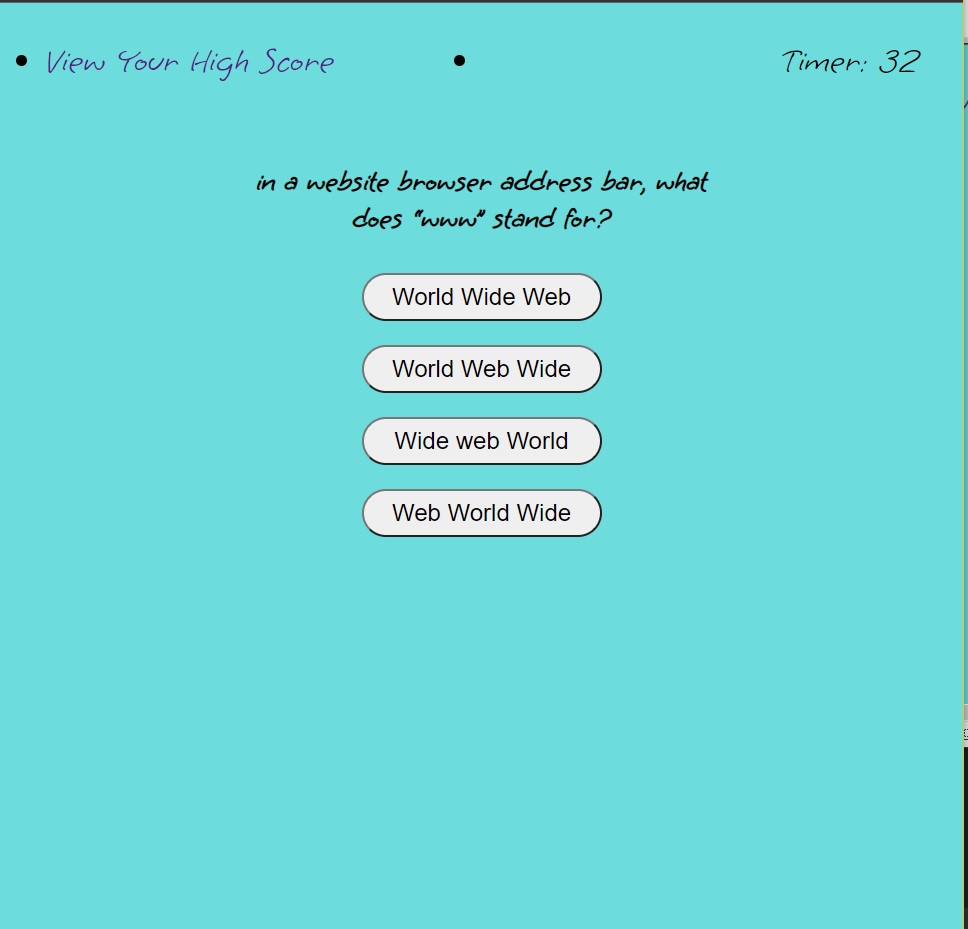 View Your High Score
Timer: 32
in a website browser address bar, what
does "www" stand for?
World Wide Web
World Web Wide
Wide web World
Web World Wide